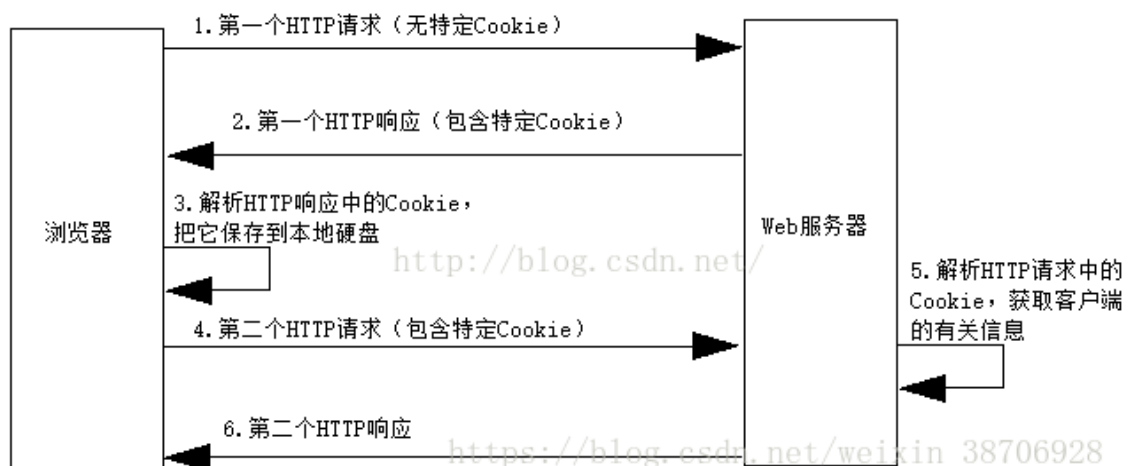 1.第一个HTTP请求（无特定Cookie）
2.第一个HTTP响应（包含特定Cookie）
3.解析HTTP响应中的Cookie，
把它保存到本地硬盘
浏览器
Web服务器
http://blog.csdn.net/
5.解析HTTP请求中的
Cookie，获取客户端
的有关信息
4.第二个HTTP请求（包含特定Cookie）
6.第二个HTTP响应
https://blog.csdn.net/weixin_38706928